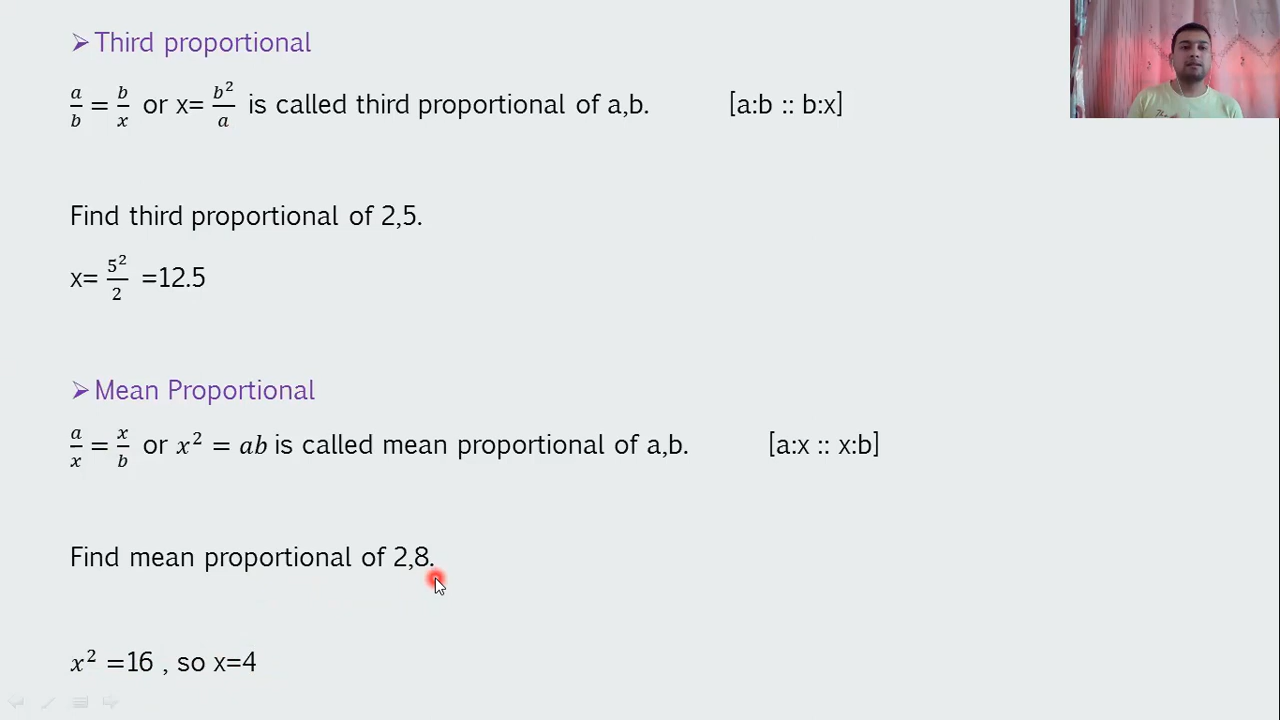 ➢Third proportional
a/b = b/x or x= b²/a is called third proportional of a,b. [a:b :: b:x]
Find third proportional of 2,5.
x= 5²/2 =12.5
➢Mean Proportional
a/x = x/b or x² = ab is called mean proportional of a,b. [a:x :: x:b]
Find mean proportional of 2,8.
x² =16 , so x=4